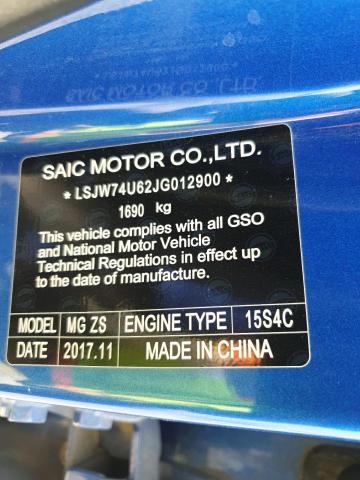 SAIC MOTOR CO.,LTD.
* LSJW74U62JG012900 *
1690 kg
This vehicle complies with all GSO
and National Motor Vehicle
Technical Regulations in effect up
to the date of manufacture.
MODEL MG ZS ENGINE TYPE 15S4C
DATE 2017.11 MADE IN CHINA